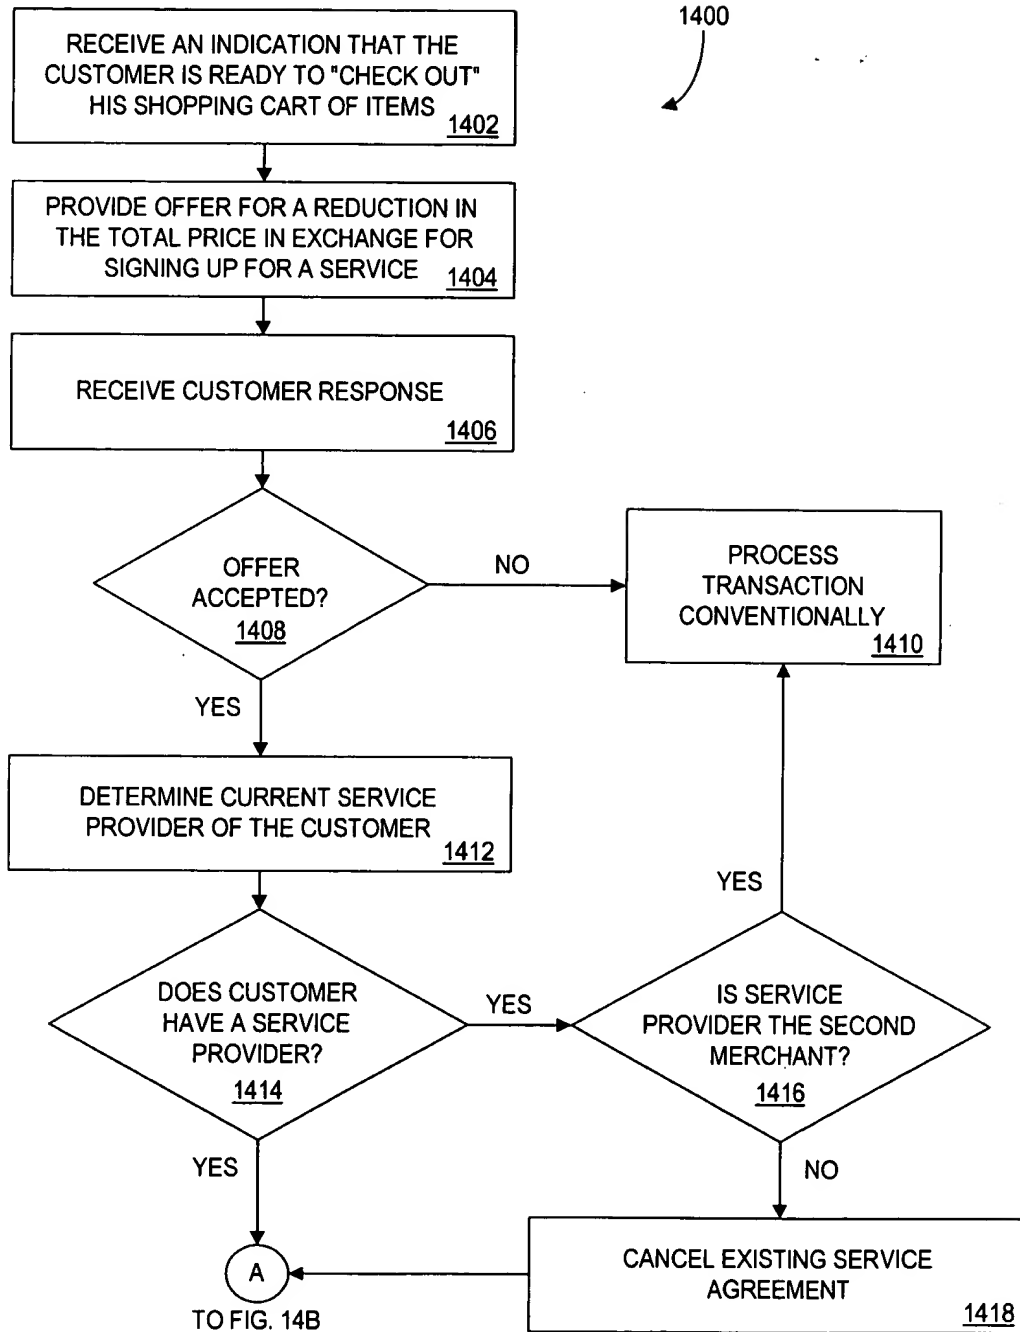 1400
RECEIVE AN INDICATION THAT THE
CUSTOMER IS READY TO "CHECK OUT"
HIS SHOPPING CART OF ITEMS
1402
PROVIDE OFFER FOR A REDUCTION IN
THE TOTAL PRICE IN EXCHANGE FOR
SIGNING UP FOR A SERVICE
1404
RECEIVE CUSTOMER RESPONSE
1406
OFFER
ACCEPTED?
1408
NO
PROCESS
TRANSACTION
CONVENTIONALLY
1410
YES
DETERMINE CURRENT SERVICE
PROVIDER OF THE CUSTOMER
1412
YES
DOES CUSTOMER
HAVE A SERVICE
PROVIDER?
1414
YES
IS SERVICE
PROVIDER THE SECOND
MERCHANT?
1416
YES
NO
A
TO FIG. 14B
CANCEL EXISTING SERVICE
AGREEMENT
1418